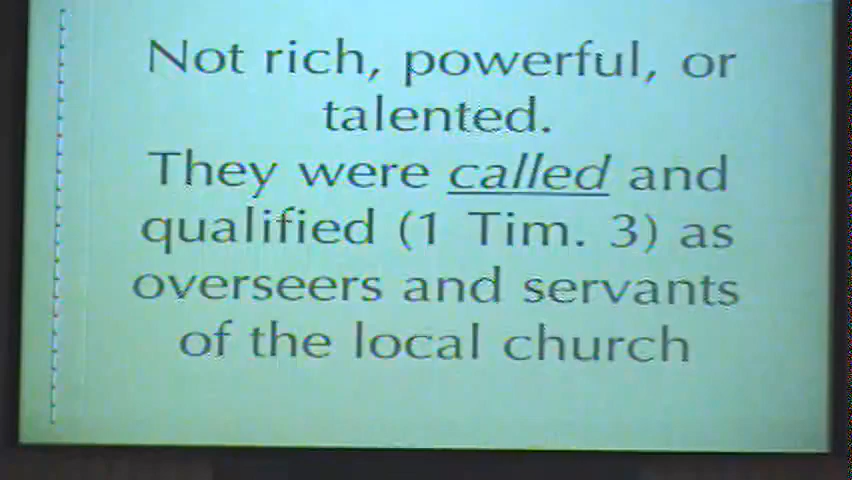 Not rich, powerful, or
talented.
They were called and
qualified (1 Tim. 3) as
overseers and servants
of the local church